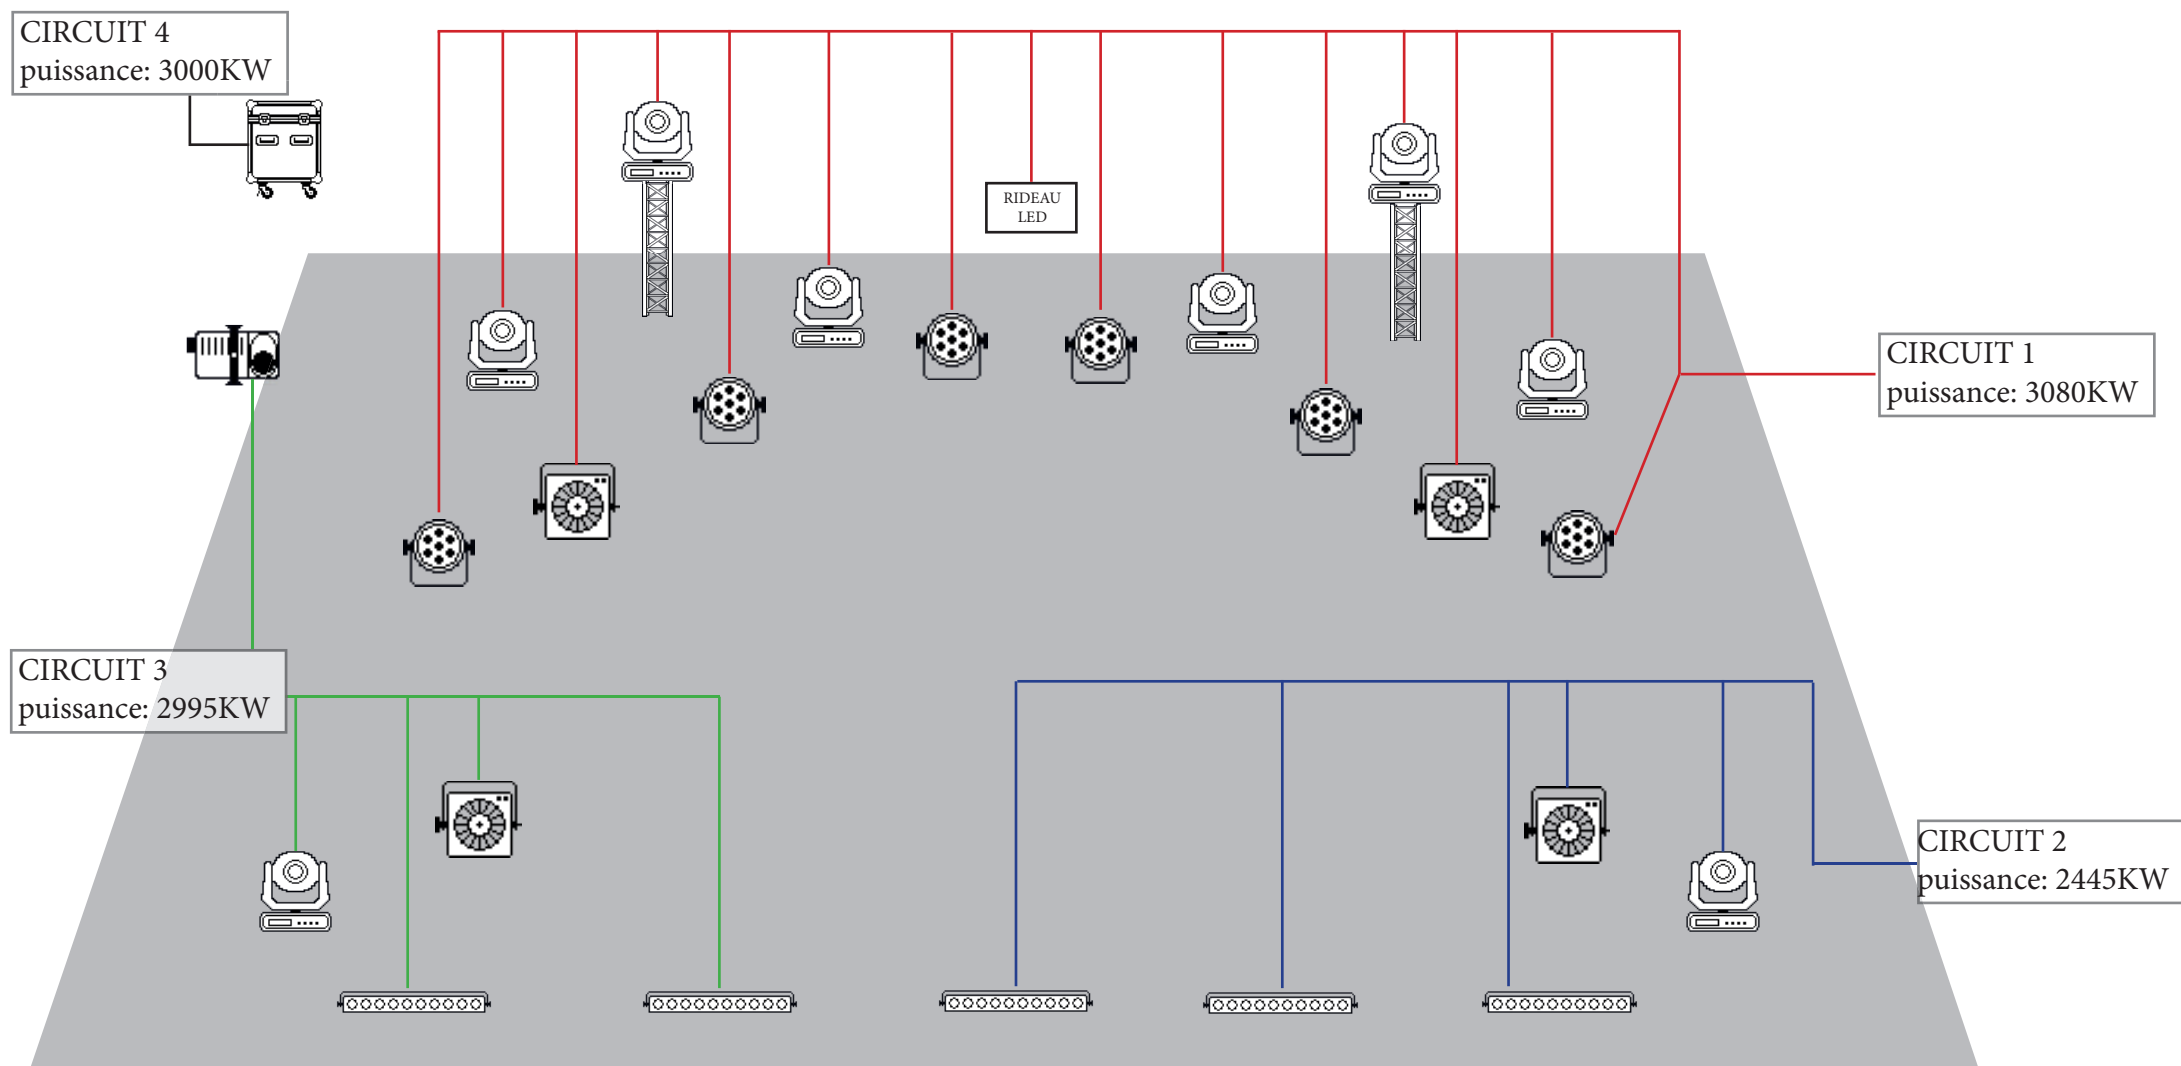 CIRCUIT 4
puissance: 3000KW
RIDEAU
LED
CIRCUIT 1
puissance: 3080KW
CIRCUIT 3
puissance: 2995KW
CIRCUIT 2
puissance: 2445KW